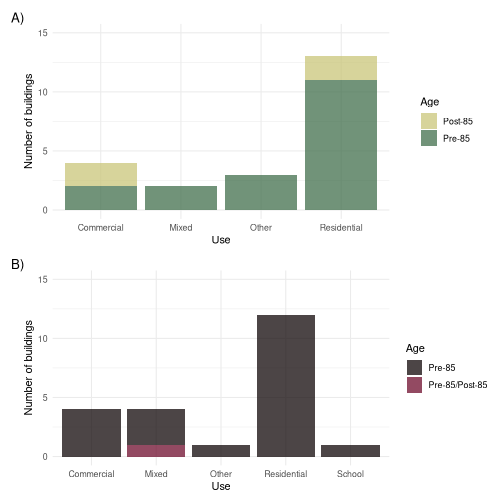 A)
15
10
5
0
Number of buildings
Commercial Mixed Other Residential
Use
Age
Post-85
Pre-85
B)
15
10
5
0
Number of buildings
Commercial Mixed Other Residential School
Use
Age
Pre-85
Pre-85/Post-85